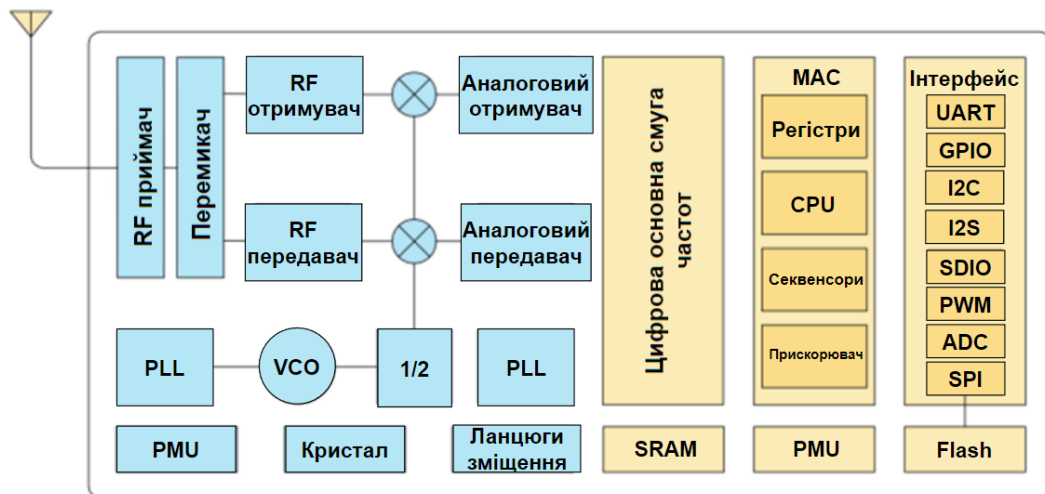 RF приймач
Перемикач
RF
отримувач
Аналоговий
отримувач
RF
передавач
Аналоговий
передавач
PLL
VCO
1/2
PLL
PMU
Кристал
Ланцюги
зміщення
Цифрова основна смуга
частот
SRAM
MAC
Регістри
CPU
Секвенсори
Прискорювач
PMU
Інтерфейс
UART
GPIO
I2C
I2S
SDIO
PWM
ADC
SPI
Flash